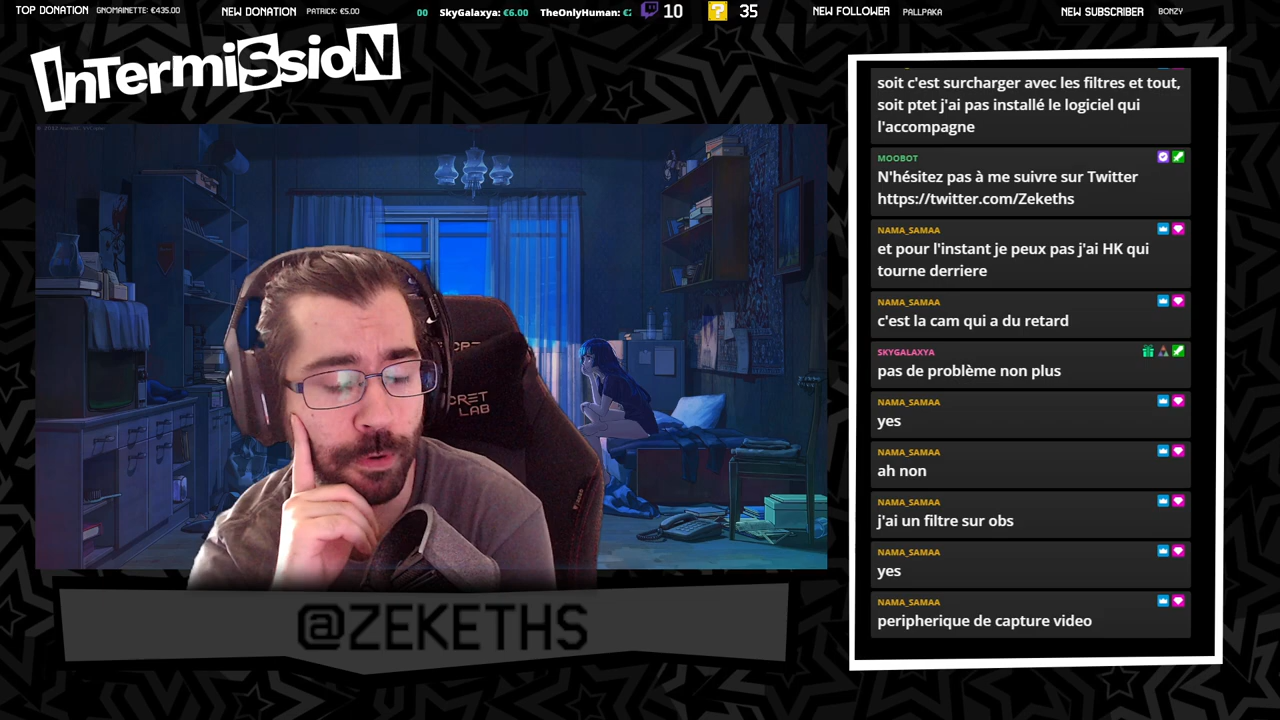 TOP DONATION GNOMAINETTE: €435.00 NEW DONATION PATRICK: €5.00 00 SkyGalaxya: €6.00 TheOnlyHuman: 10 ? 35 NEW FOLLOWER PALLPAKA NEW SUBSCRIBER BONZY
InTermiSsioN
soit c'est surcharger avec les filtres et tout,
soit ptet j'ai pas installé le logiciel qui
l'accompagne
MOOBOT
N'hésitez pas à me suivre sur Twitter
https://twitter.com/Zekeths
NAMA_SAMAA
et pour l'instant je peux pas j'ai HK qui
tourne derriere
NAMA_SAMAA
c'est la cam qui a du retard
SKYGALAXYA
pas de problème non plus
NAMA_SAMAA
yes
NAMA_SAMAA
ah non
NAMA_SAMAA
j'ai un filtre sur obs
NAMA_SAMAA
yes
NAMA_SAMAA
peripherique de capture video
CRET
LAB
@ZEKETHS